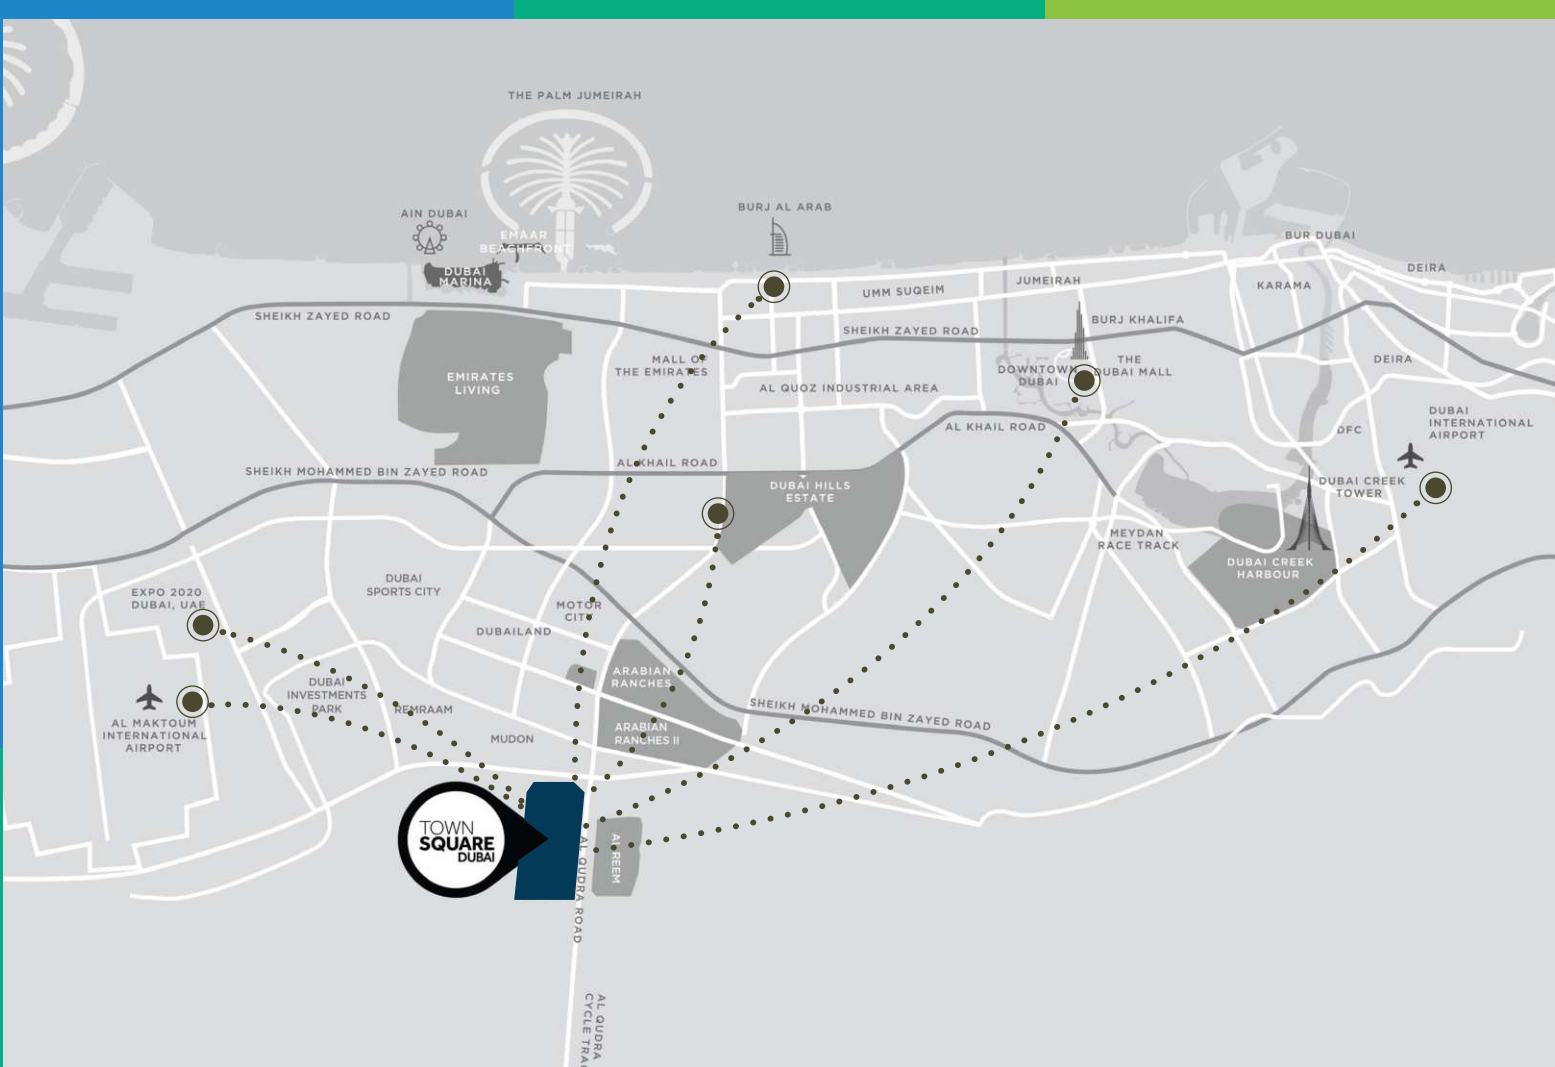 THE PALM JUMEIRAH
AIN DUBAI
EMAAR
BEACHFRONT
DUBAI
MARINA
BURJ AL ARAB
BUR DUBAI
DEIRA
KARAMA
JUMEIRAH
UMM SUQEIM
SHEIKH ZAYED ROAD
SHEIKH ZAYED ROAD
BURJ KHALIFA
MALL OF
THE EMIRATES
EMIRATES
LIVING
AL QUOZ INDUSTRIAL AREA
DOWNTOWN
DUBAI
THE
DUBAI MALL
DEIRA
DUBAI
INTERNATIONAL
AIRPORT
DFC
AL KHAIL ROAD
AL KHAIL ROAD
SHEIKH MOHAMMED BIN ZAYED ROAD
DUBAI HILLS
ESTATE
DUBAI CREEK
TOWER
MEYDAN
RACE TRACK
DUBAI CREEK
HARBOUR
EXPO 2020
DUBAI, UAE
DUBAI
SPORTS CITY
MOTOR
CITY
DUBAILAND
ARABIAN
RANCHES
DUBAI
INVESTMENTS
PARK
REMRAAM
AL MAKTOUM
INTERNATIONAL
AIRPORT
MUDON
ARABIAN
RANCHES II
SHEIKH MOHAMMED BIN ZAYED ROAD
TOWN
SQUARE
DUBAI
AL QUDRA ROAD
AL REEM
AL QUDRA
CYCLE TRAC